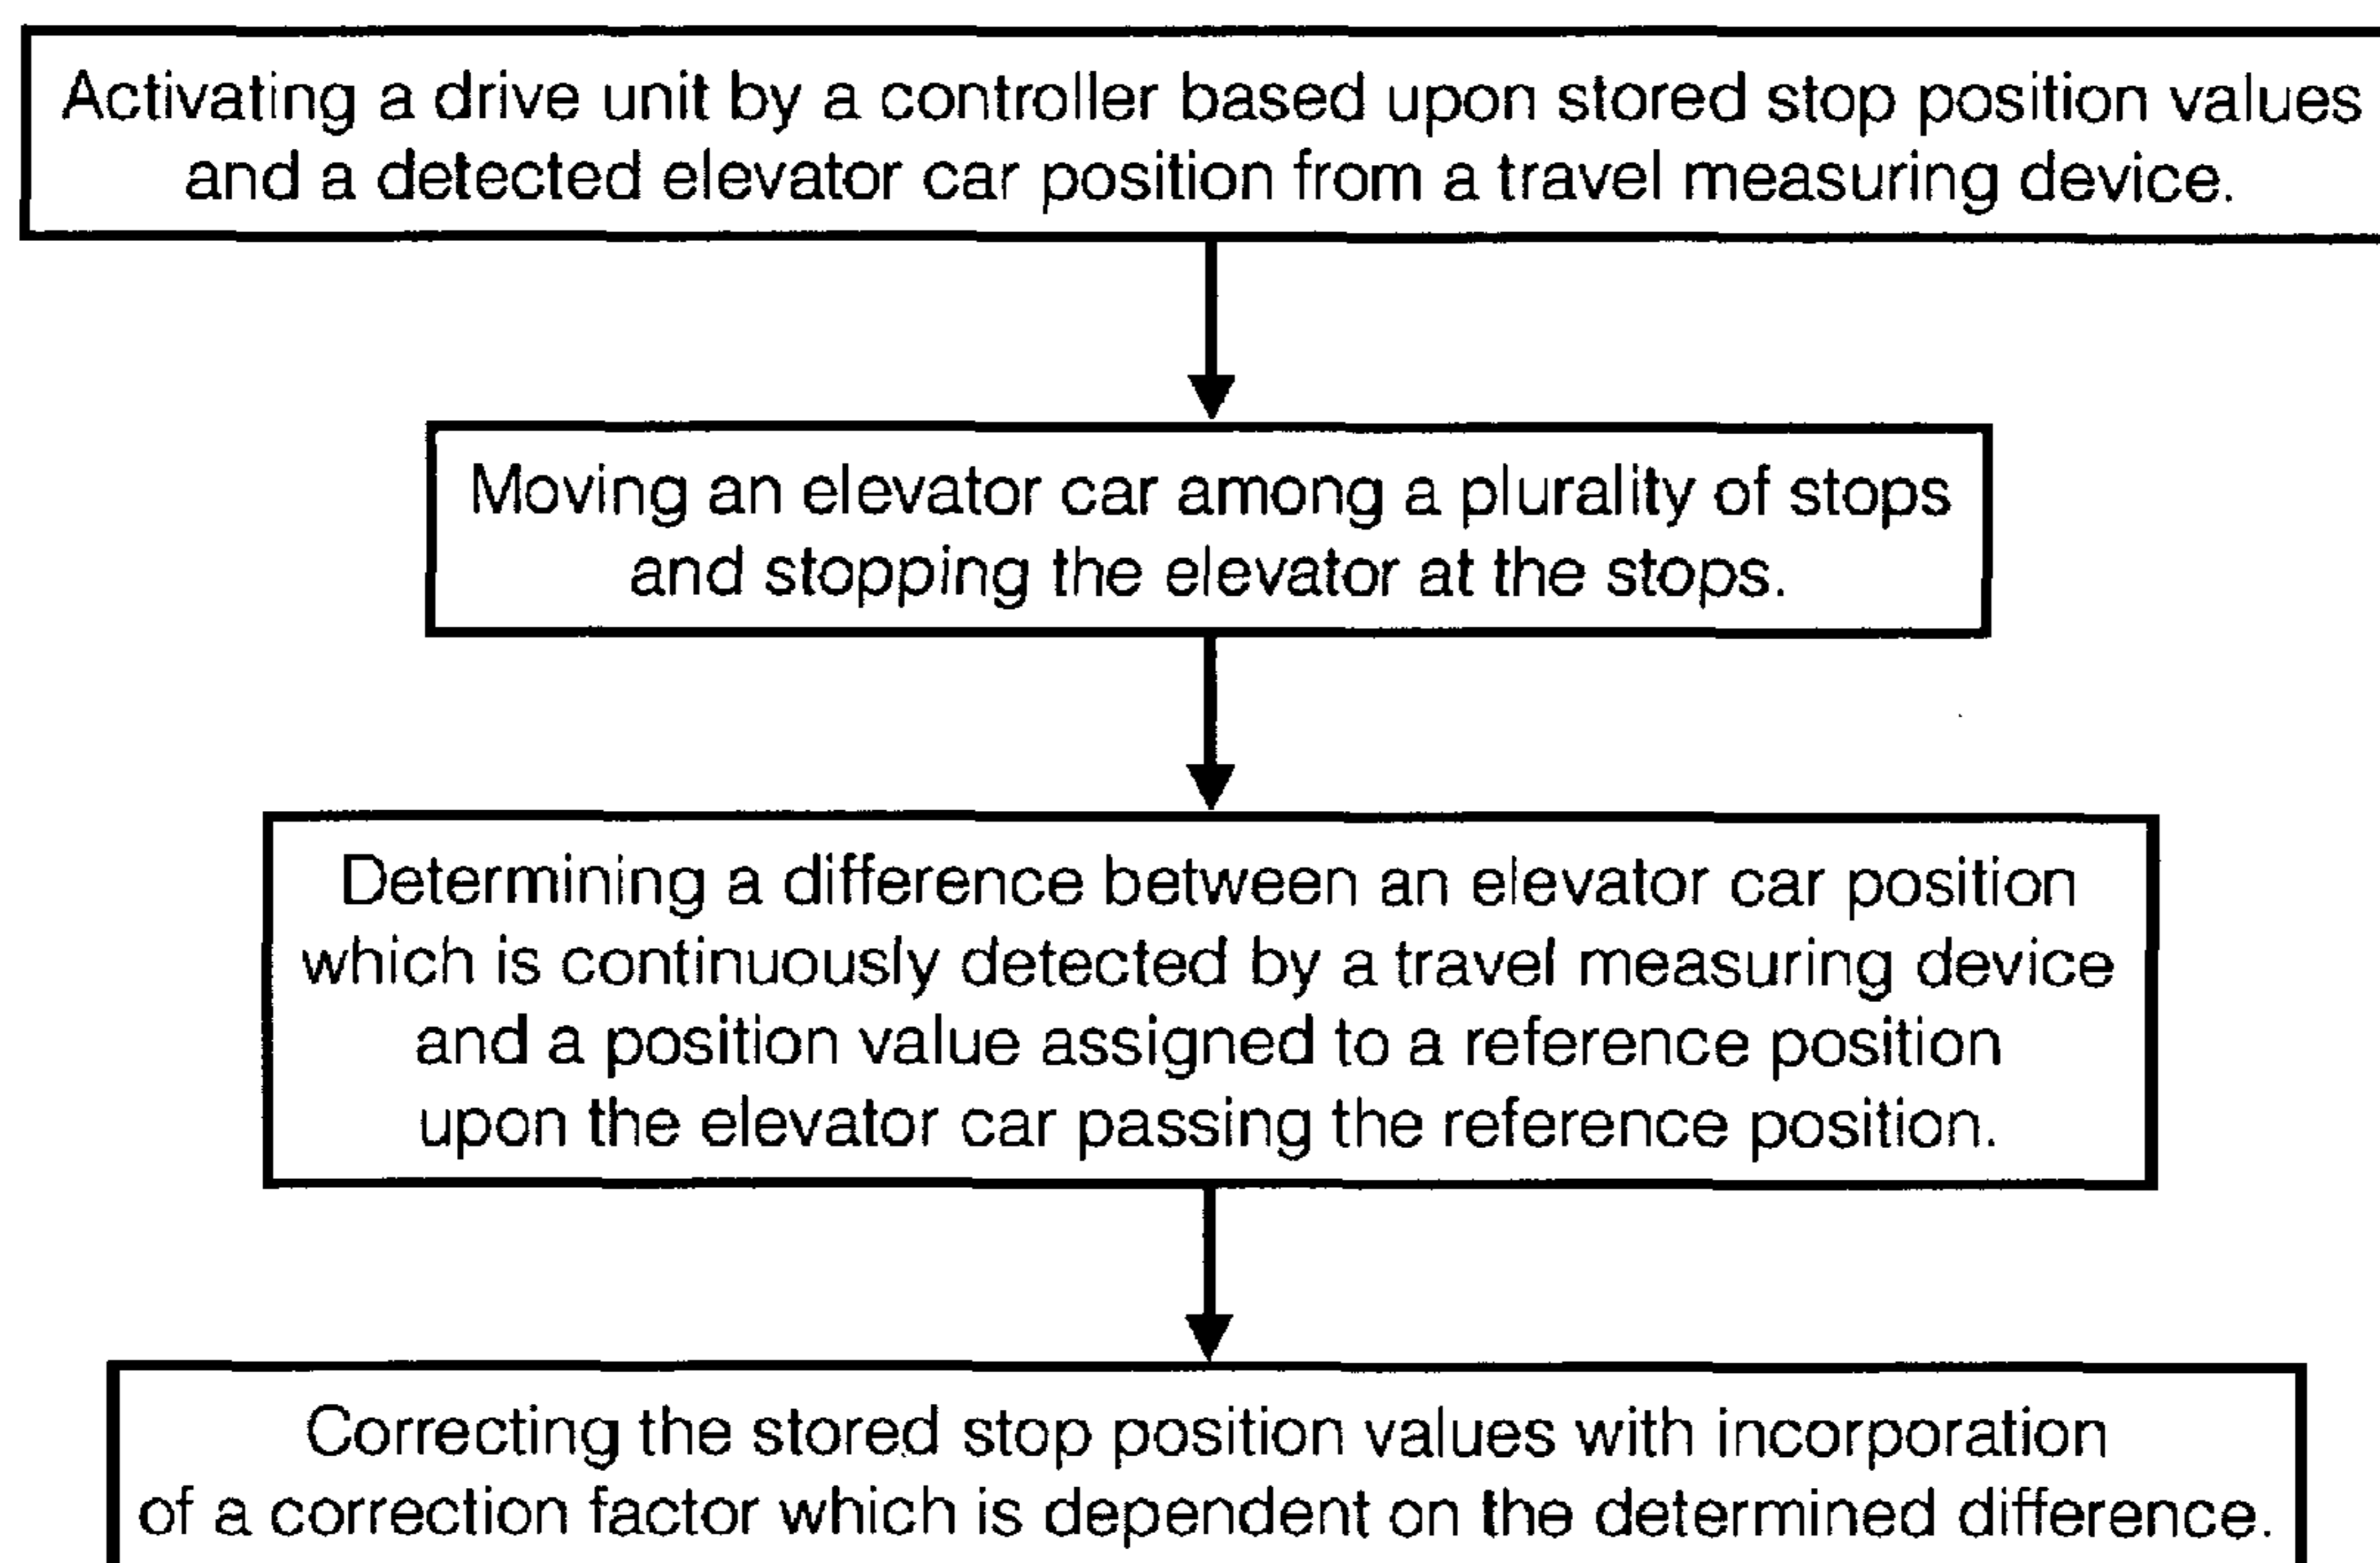 Activating a drive unit by a controller based upon stored stop position values
and a detected elevator car position from a travel measuring device.
Moving an elevator car among a plurality of stops
and stopping the elevator at the stops.
Determining a difference between an elevator car position
which is continuously detected by a travel measuring device
and a position value assigned to a reference position
upon the elevator car passing the reference position.
Correcting the stored stop position values with incorporation
of a correction factor which is dependent on the determined difference.